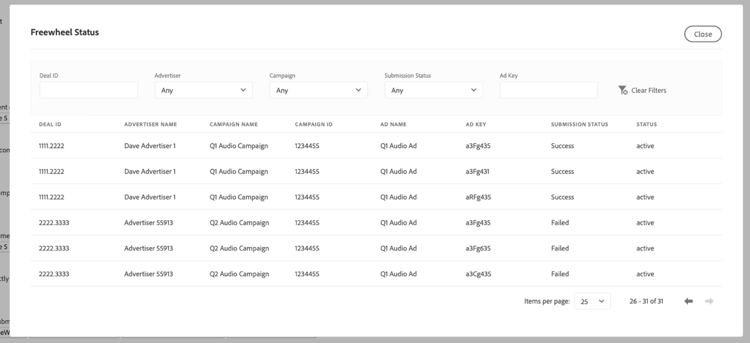 Freewheel Status
Close
Deal ID Advertiser Campaign Submission Status Ad Key
Any Any Any Clear Filters
DEAL ID ADVERTISER NAME CAMPAIGN NAME CAMPAIGN ID AD NAME AD KEY SUBMISSION STATUS STATUS
1111.2222 Dave Advertiser 1 Q1 Audio Campaign 1234455 Q1 Audio Ad a3Fg435 Success active
1111.2222 Dave Advertiser 1 Q1 Audio Campaign 1234455 Q1 Audio Ad a3Fg431 Success active
1111.2222 Dave Advertiser 1 Q1 Audio Campaign 1234455 Q1 Audio Ad aRFg435 Success active
2222.3333 Advertiser 55913 Q2 Audio Campaign 1234455 Q1 Audio Ad a3Fg435 Failed active
2222.3333 Advertiser 55913 Q2 Audio Campaign 1234455 Q1 Audio Ad a3Fg635 Failed active
2222.3333 Advertiser 55913 Q2 Audio Campaign 1234455 Q1 Audio Ad a3Cg435 Failed active
Items per page: 25 26 - 31 of 31